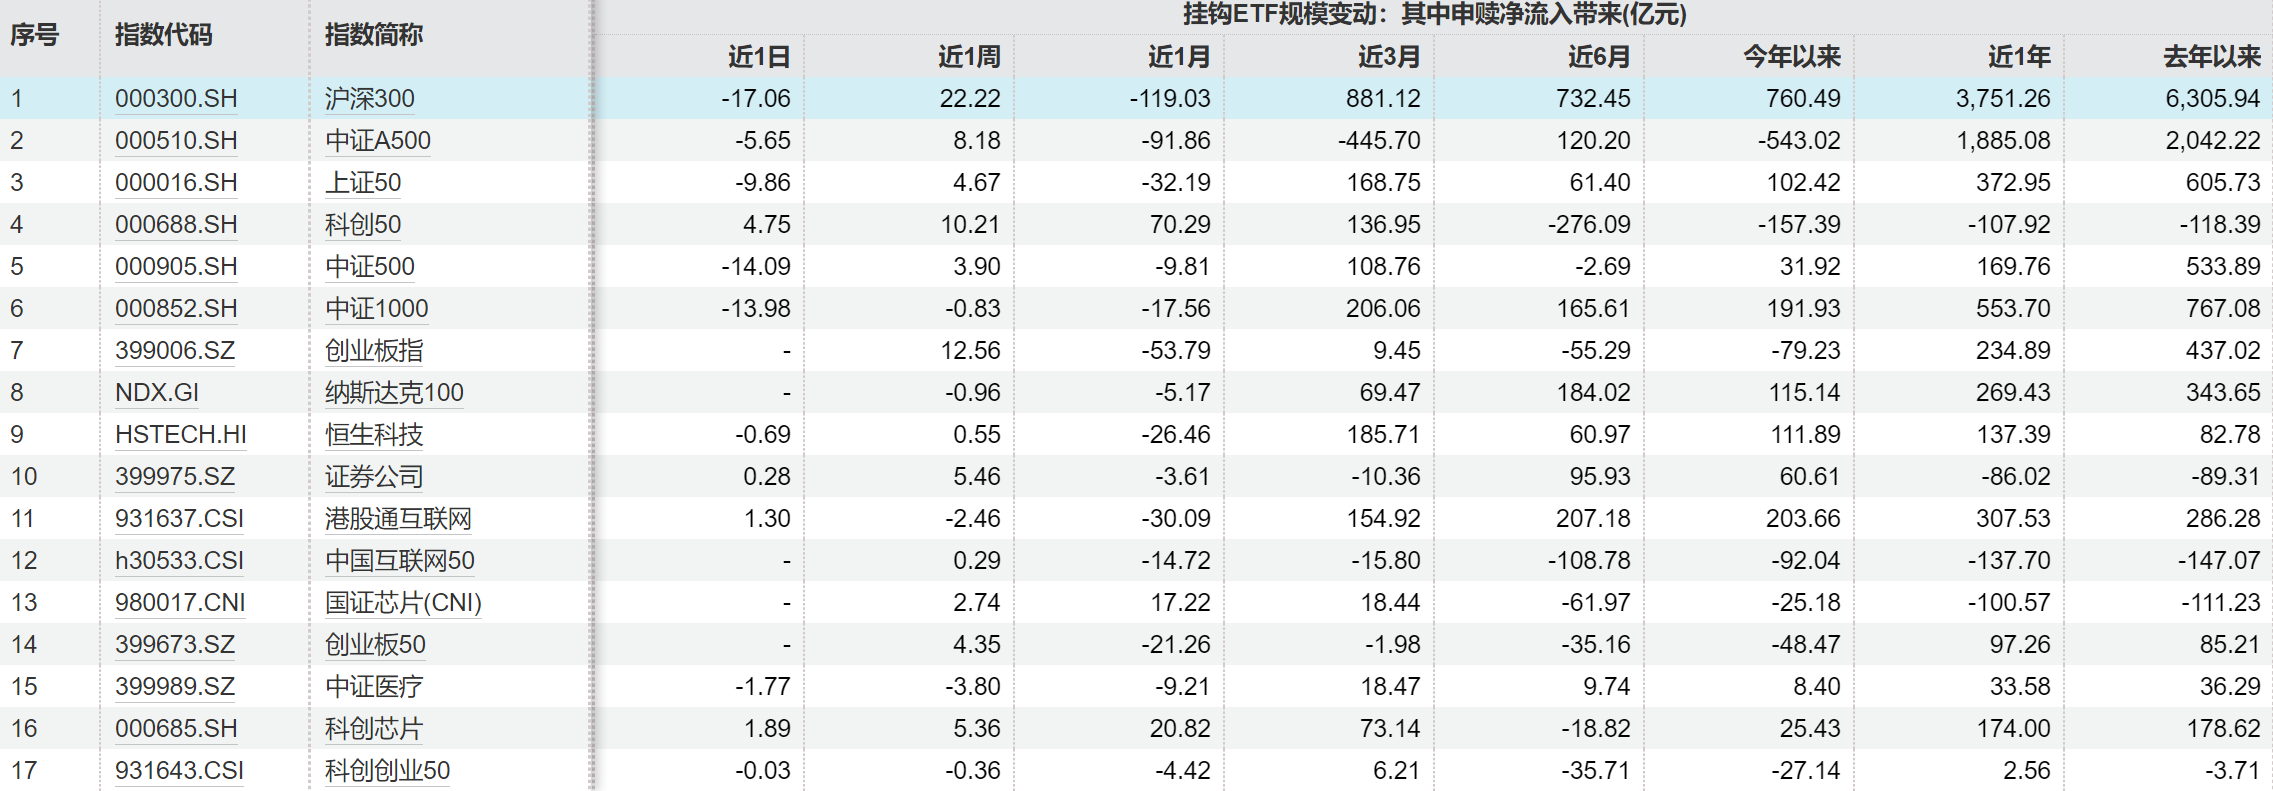 序号 指数代码 指数简称 挂钩ETF规模变动：其中申赎净流入带来(亿元)
近1日 近1周 近1月 近3月 近6月 今年以来 近1年 去年以来
1 000300.SH 沪深300 -17.06 22.22 -119.03 881.12 732.45 760.49 3,751.26 6,305.94
2 000510.SH 中证A500 -5.65 8.18 -91.86 -445.70 120.20 -543.02 1,885.08 2,042.22
3 000016.SH 上证50 -9.86 4.67 -32.19 168.75 61.40 102.42 372.95 605.73
4 000688.SH 科创50 4.75 10.21 70.29 136.95 -276.09 -157.39 -107.92 -118.39
5 000905.SH 中证500 -14.09 3.90 -9.81 108.76 -2.69 31.92 169.76 533.89
6 000852.SH 中证1000 -13.98 -0.83 -17.56 206.06 165.61 191.93 553.70 767.08
7 399006.SZ 创业板指 - 12.56 -53.79 9.45 -55.29 -79.23 234.89 437.02
8 NDX.GI 纳斯达克100 - -0.96 -5.17 69.47 184.02 115.14 269.43 343.65
9 HSTECH.HI 恒生科技 -0.69 0.55 -26.46 185.71 60.97 111.89 137.39 82.78
10 399975.SZ 证券公司 0.28 5.46 -3.61 -10.36 95.93 60.61 -86.02 -89.31
11 931637.CSI 港股通互联网 1.30 -2.46 -30.09 154.92 207.18 203.66 307.53 286.28
12 h30533.CSI 中国互联网50 - 0.29 -14.72 -15.80 -108.78 -92.04 -137.70 -147.07
13 980017.CNI 国证芯片(CNI) - 2.74 17.22 18.44 -61.97 -25.18 -100.57 -111.23
14 399673.SZ 创业板50 - 4.35 -21.26 -1.98 -35.16 -48.47 97.26 85.21
15 399989.SZ 中证医疗 -1.77 -3.80 -9.21 18.47 9.74 8.40 33.58 36.29
16 000685.SH 科创芯片 1.89 5.36 20.82 73.14 -18.82 25.43 174.00 178.62
17 931643.CSI 科创创业50 -0.03 -0.36 -4.42 6.21 -35.71 -27.14 2.56 -3.71